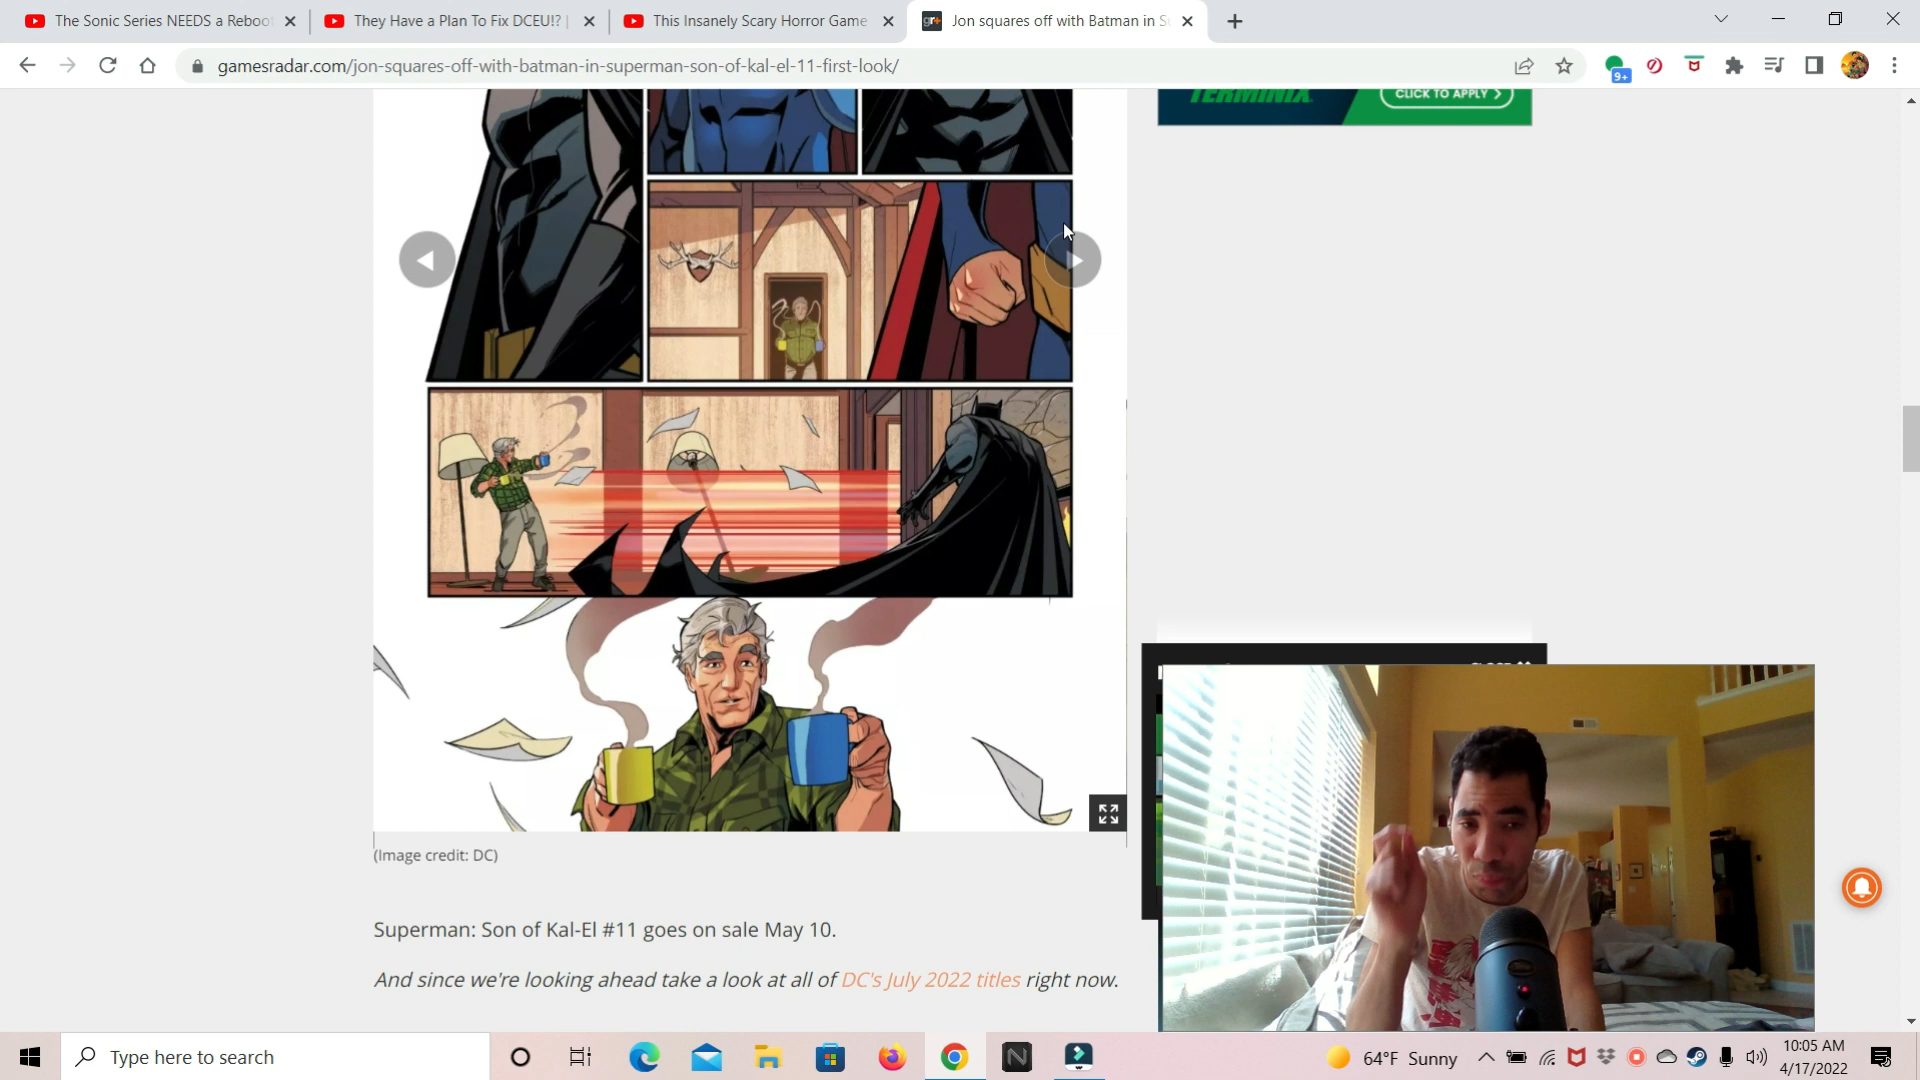 The Sonic Series NEEDS a Reboo
They Have a Plan To Fix DCEU!? |
This Insanely Scary Horror Game
gr+ Jon squares off with Batman in S
gamesradar.com/jon-squares-off-with-batman-in-superman-son-of-kal-el-11-first-look/
9+
TERMINIX
CLICK TO APPLY >
(Image credit: DC)
Superman: Son of Kal-El #11 goes on sale May 10.
And since we're looking ahead take a look at all of DC's July 2022 titles right now.
Type here to search
64°F Sunny
10:05 AM
4/17/2022